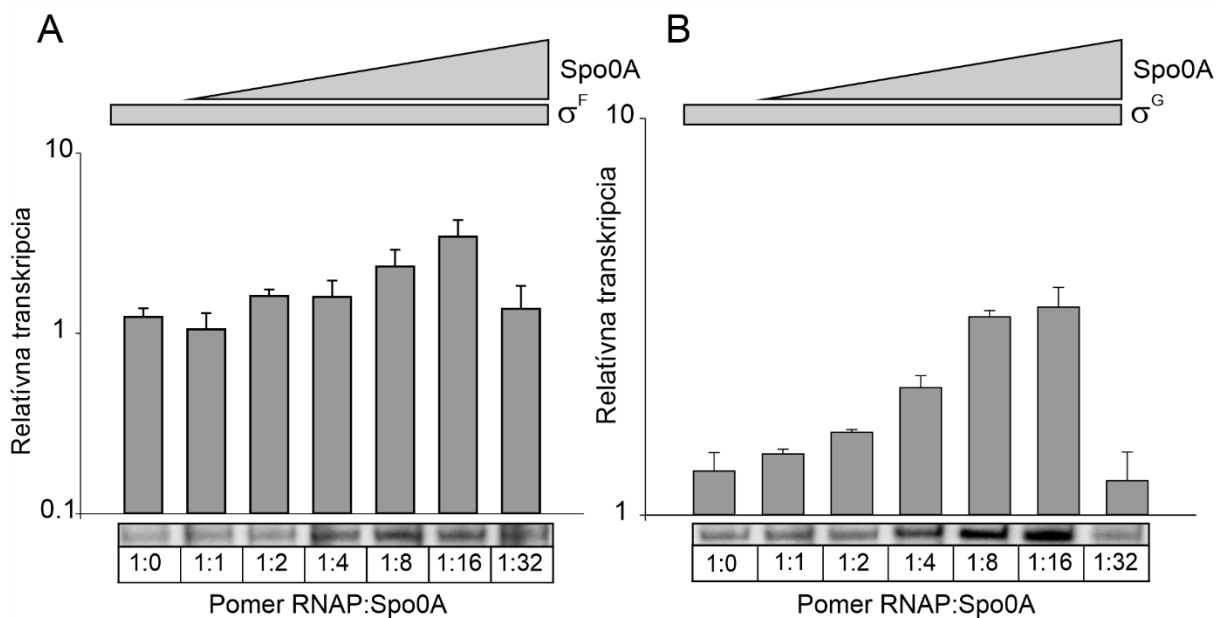 A
Spo0A
σF
10
1
0.1
Relatívna transkripcia
1:0 1:1 1:2 1:4 1:8 1:16 1:32
Pomer RNAP:Spo0A
B
Spo0A
σG
10
1
Relatívna transkripcia
1:0 1:1 1:2 1:4 1:8 1:16 1:32
Pomer RNAP:Spo0A